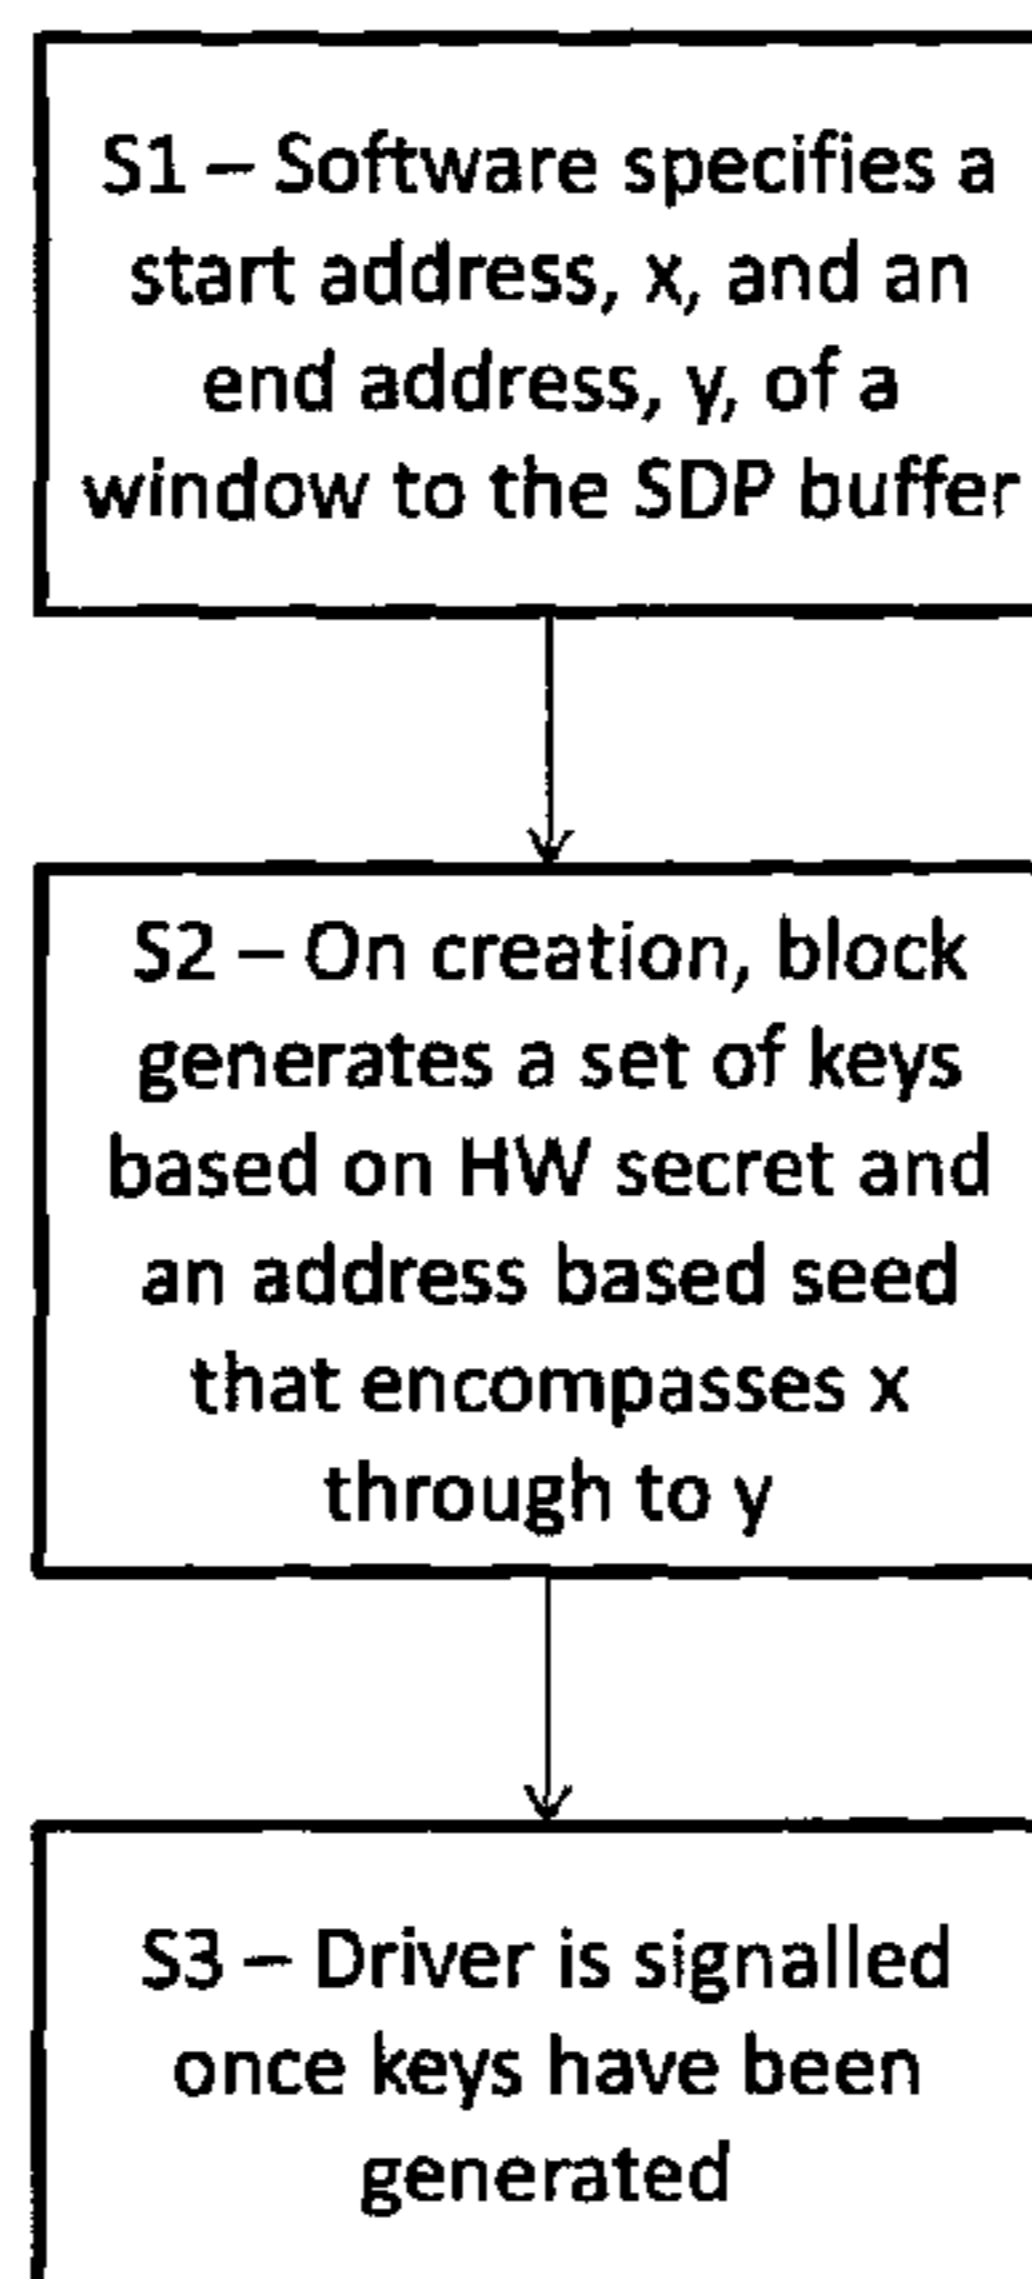 S1 – Software specifies a
start address, x, and an
end address, y, of a
window to the SDP buffer
S2 – On creation, block
generates a set of keys
based on HW secret and
an address based seed
that encompasses x
through to y
S3 – Driver is signalled
once keys have been
generated